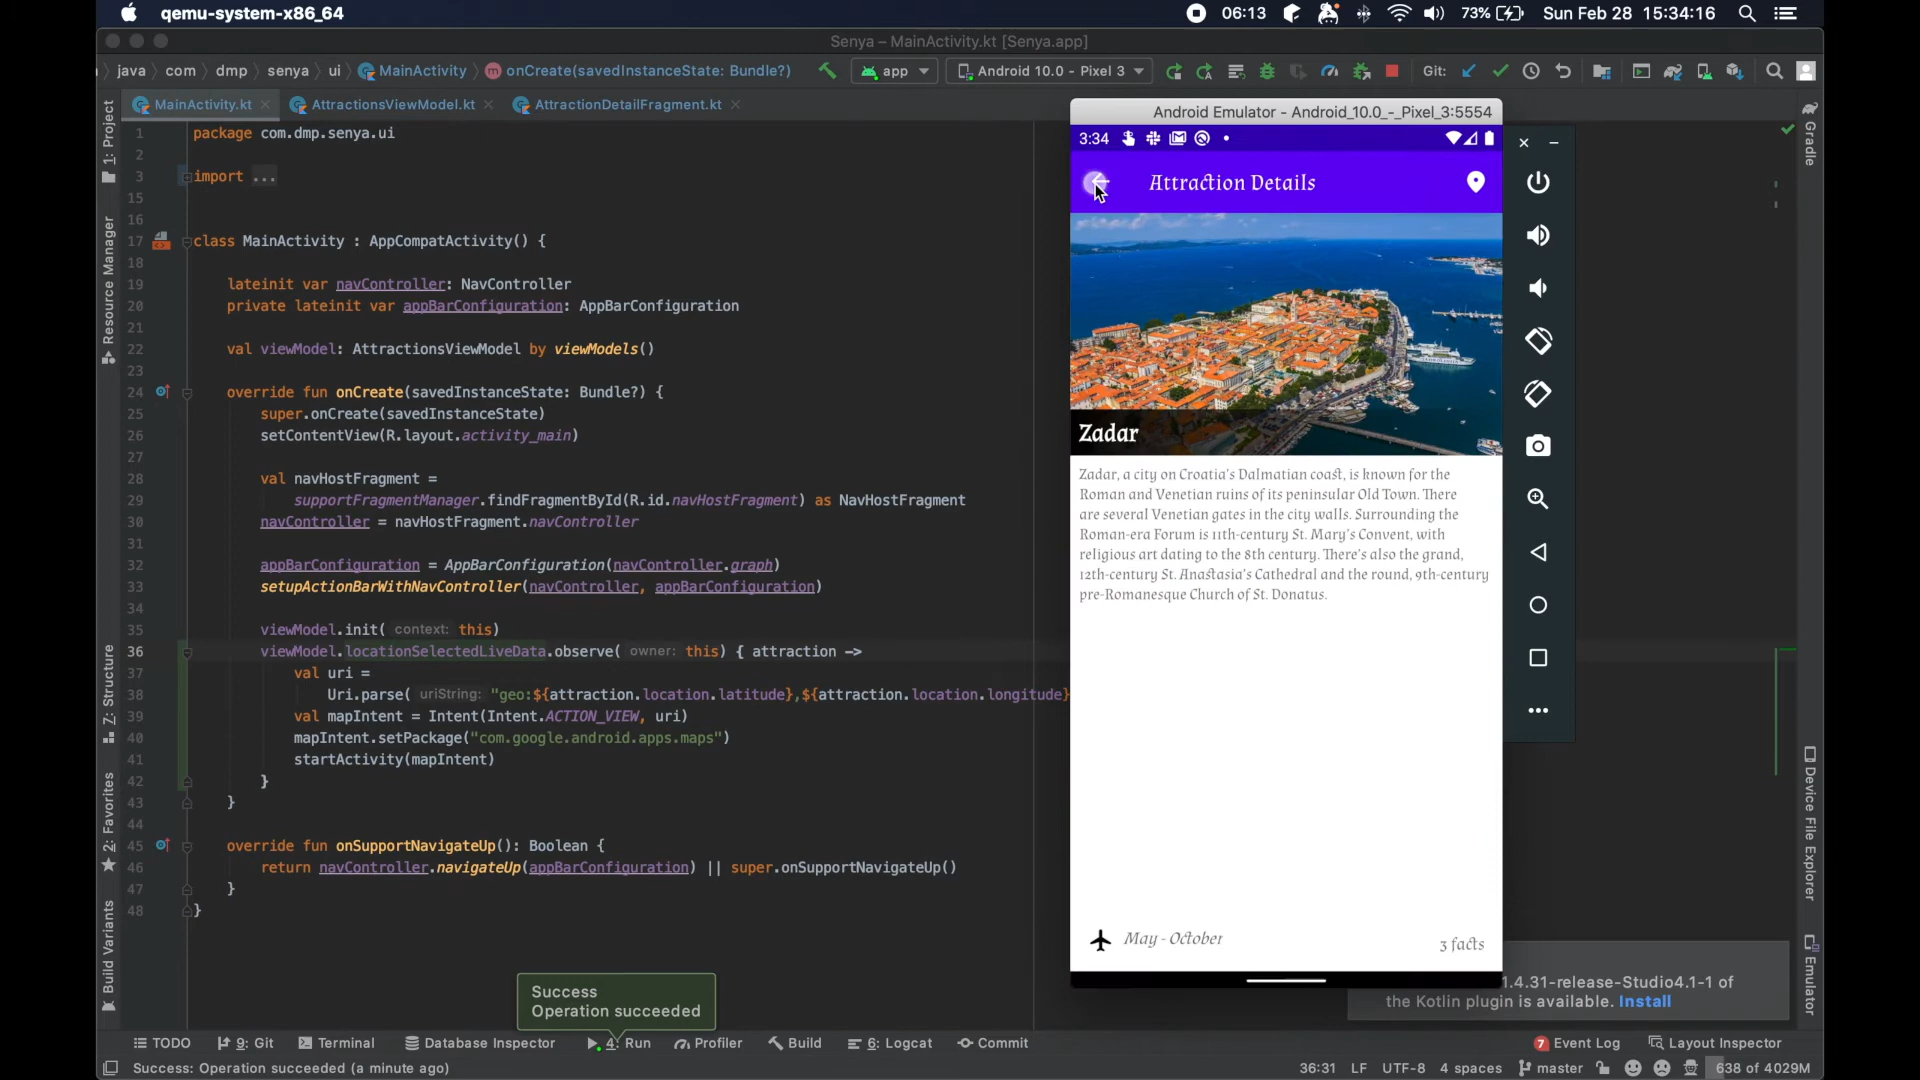 qemu-system-x86_64
06:13
73%
Sun Feb 28 15:34:16
Senya – MainActivity.kt [Senya.app]
java com dmp senya ui MainActivity onCreate(savedInstanceState: Bundle?)
app
Android 10.0 - Pixel 3
Git:
MainActivity.kt
AttractionsViewModel.kt
AttractionDetailFragment.kt
1: Project
Resource Manager
Z: Structure
2: Favorites
Build Variants
1 package com.dmp.senya.ui
2
3 import ...
15
16
17 class MainActivity : AppCompatActivity() {
18
19 lateinit var navController: NavController
20 private lateinit var appBarConfiguration: AppBarConfiguration
21
22 val viewModel: AttractionsViewModel by viewModels()
23
24 override fun onCreate(savedInstanceState: Bundle?) {
25 super.onCreate(savedInstanceState)
26 setContentView(R.layout.activity_main)
27
28 val navHostFragment =
29 supportFragmentManager.findFragmentById(R.id.navHostFragment) as NavHostFragment
30 navController = navHostFragment.navController
31
32 appBarConfiguration = AppBarConfiguration(navController.graph)
33 setupActionBarWithNavController(navController, appBarConfiguration)
34
35 viewModel.init( context: this)
36 viewModel.locationSelectedLiveData.observe( owner: this) { attraction ->
37 val uri =
38 Uri.parse( uriString: "geo:${attraction.location.latitude},${attraction.location.longitude}
39 val mapIntent = Intent(Intent.ACTION_VIEW, uri)
40 mapIntent.setPackage("com.google.android.apps.maps")
41 startActivity(mapIntent)
42 }
43 }
44
45 override fun onSupportNavigateUp(): Boolean {
46 return navController.navigateUp(appBarConfiguration) || super.onSupportNavigateUp()
47 }
48 }
Android Emulator - Android_10.0_-_Pixel_3:5554
3:34
Attraction Details
Zadar
Zadar, a city on Croatia's Dalmatian coast, is known for the
Roman and Venetian ruins of its peninsular Old Town. There
are several Venetian gates in the city walls. Surrounding the
Roman-era Forum is 11th-century St. Mary's Convent, with
religious art dating to the 8th century. There's also the grand,
12th-century St. Anastasia's Cathedral and the round, 9th-century
pre-Romanesque Church of St. Donatus.
May - October
3 facts
Gradle
Device File Explorer
Emulator
1.4.31-release-Studio4.1-1 of
the Kotlin plugin is available. Install
Success
Operation succeeded
TODO
9: Git
Terminal
Database Inspector
4: Run
Profiler
Build
6: Logcat
Commit
7 Event Log
Layout Inspector
Success: Operation succeeded (a minute ago)
36:31 LF UTF-8 4 spaces master
638 of 4029M